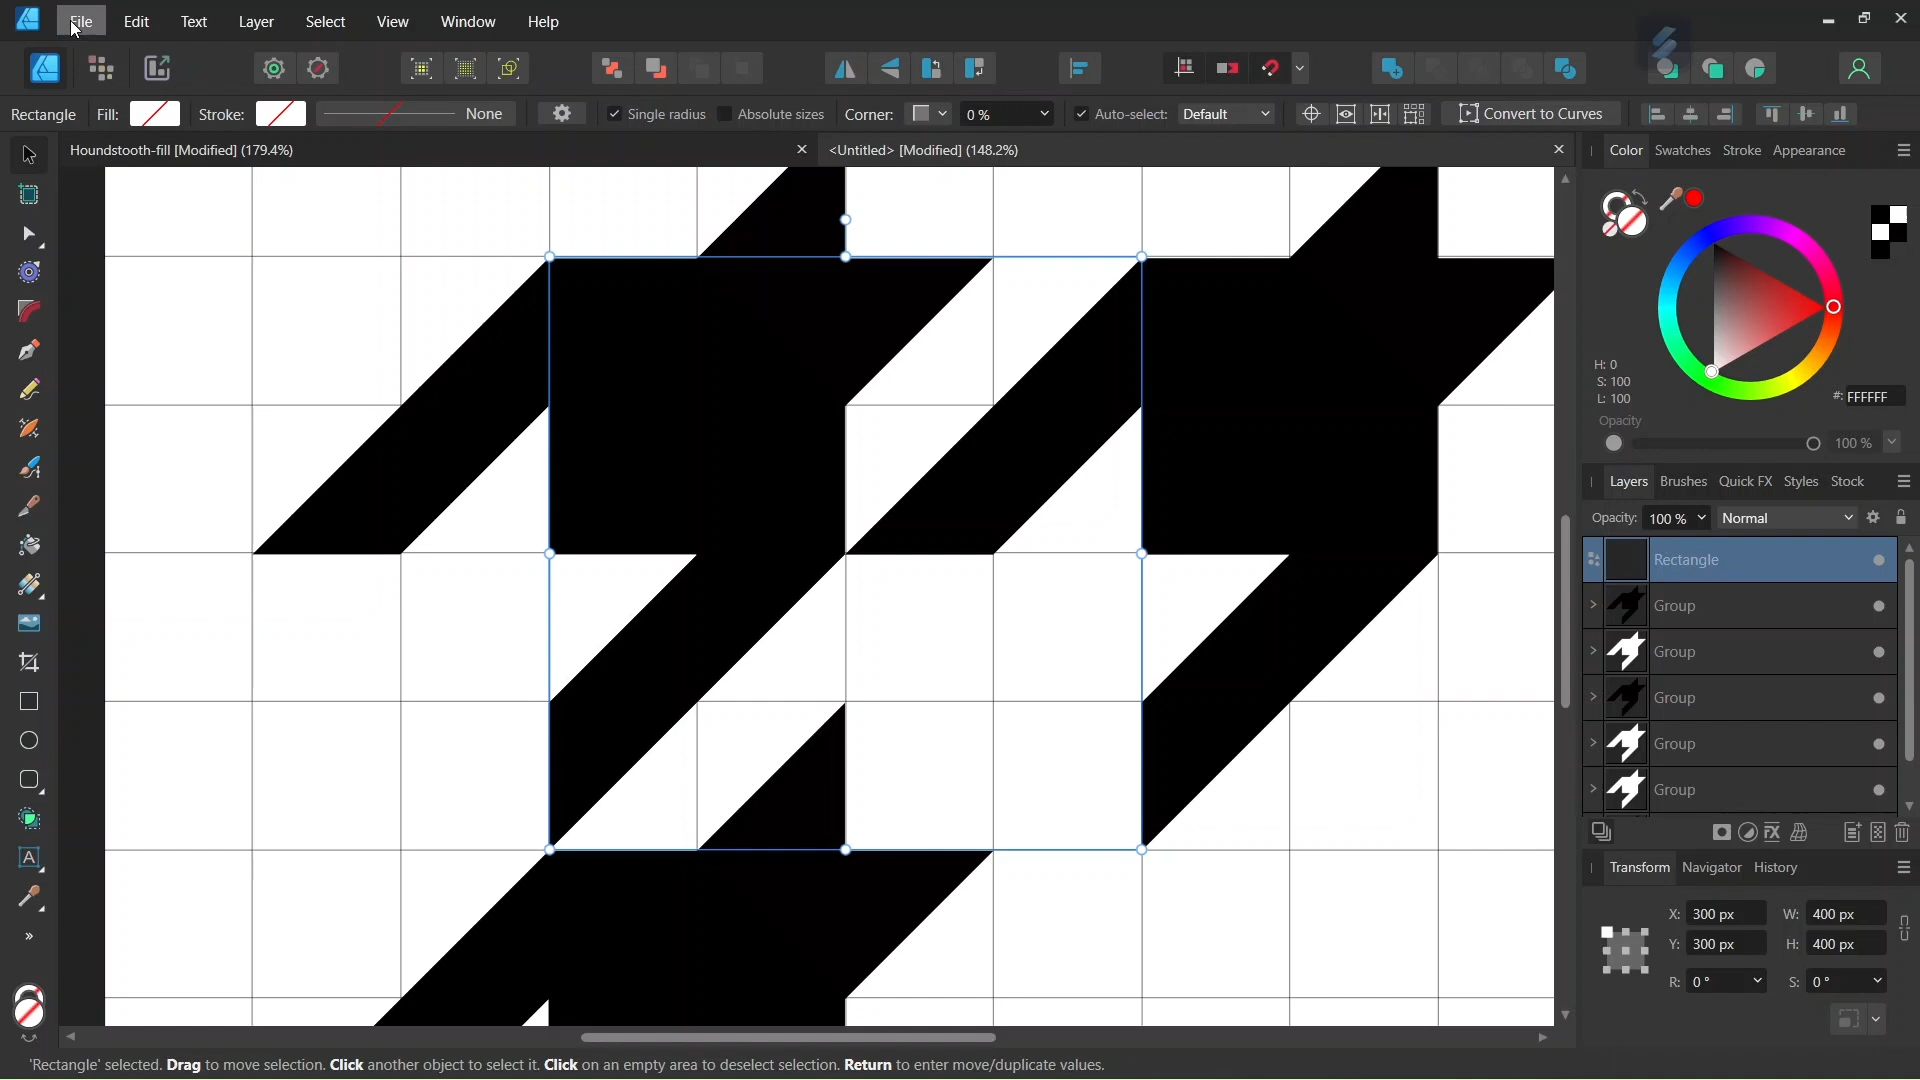 File Edit Text Layer Select View Window Help
Rectangle Fill: Stroke: None Single radius Absolute sizes Corner: 0 % Auto-select: Default Convert to Curves
Houndstooth-fill [Modified] (179.4%)
<Untitled> [Modified] (148.2%)
Color Swatches Stroke Appearance
H: 0
S: 100
L: 100
#: FFFFFF
Opacity
100 %
Layers Brushes Quick FX Styles Stock
Opacity: 100 % Normal
Rectangle
Group
Group
Group
Group
Group
Transform Navigator History
X: 300 px W: 400 px
Y: 300 px H: 400 px
R: 0 ° S: 0 °
'Rectangle' selected. Drag to move selection. Click another object to select it. Click on an empty area to deselect selection. Return to enter move/duplicate values.